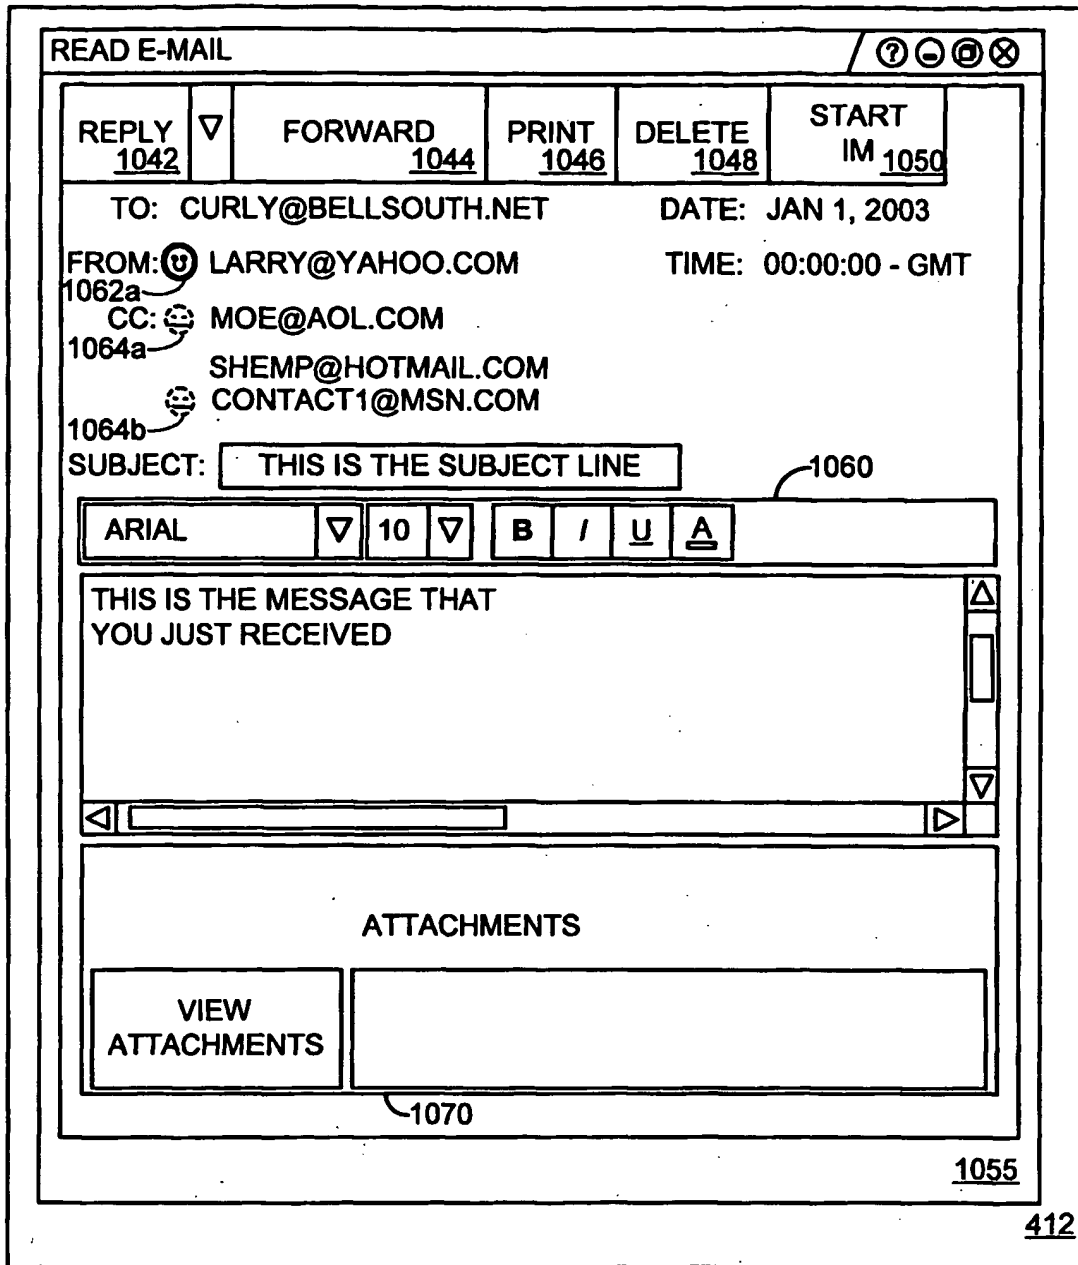 READ E-MAIL
REPLY 1042 FORWARD 1044 PRINT 1046 DELETE 1048 START IM 1050
TO: CURLY@BELLSOUTH.NET DATE: JAN 1, 2003
FROM: LARRY@YAHOO.COM TIME: 00:00:00 - GMT
1062a
CC: MOE@AOL.COM
1064a
SHEMP@HOTMAIL.COM
CONTACT1@MSN.COM
1064b
SUBJECT: THIS IS THE SUBJECT LINE
1060
ARIAL 10 B I U A
THIS IS THE MESSAGE THAT
YOU JUST RECEIVED
ATTACHMENTS
VIEW
ATTACHMENTS
1070
1055
412